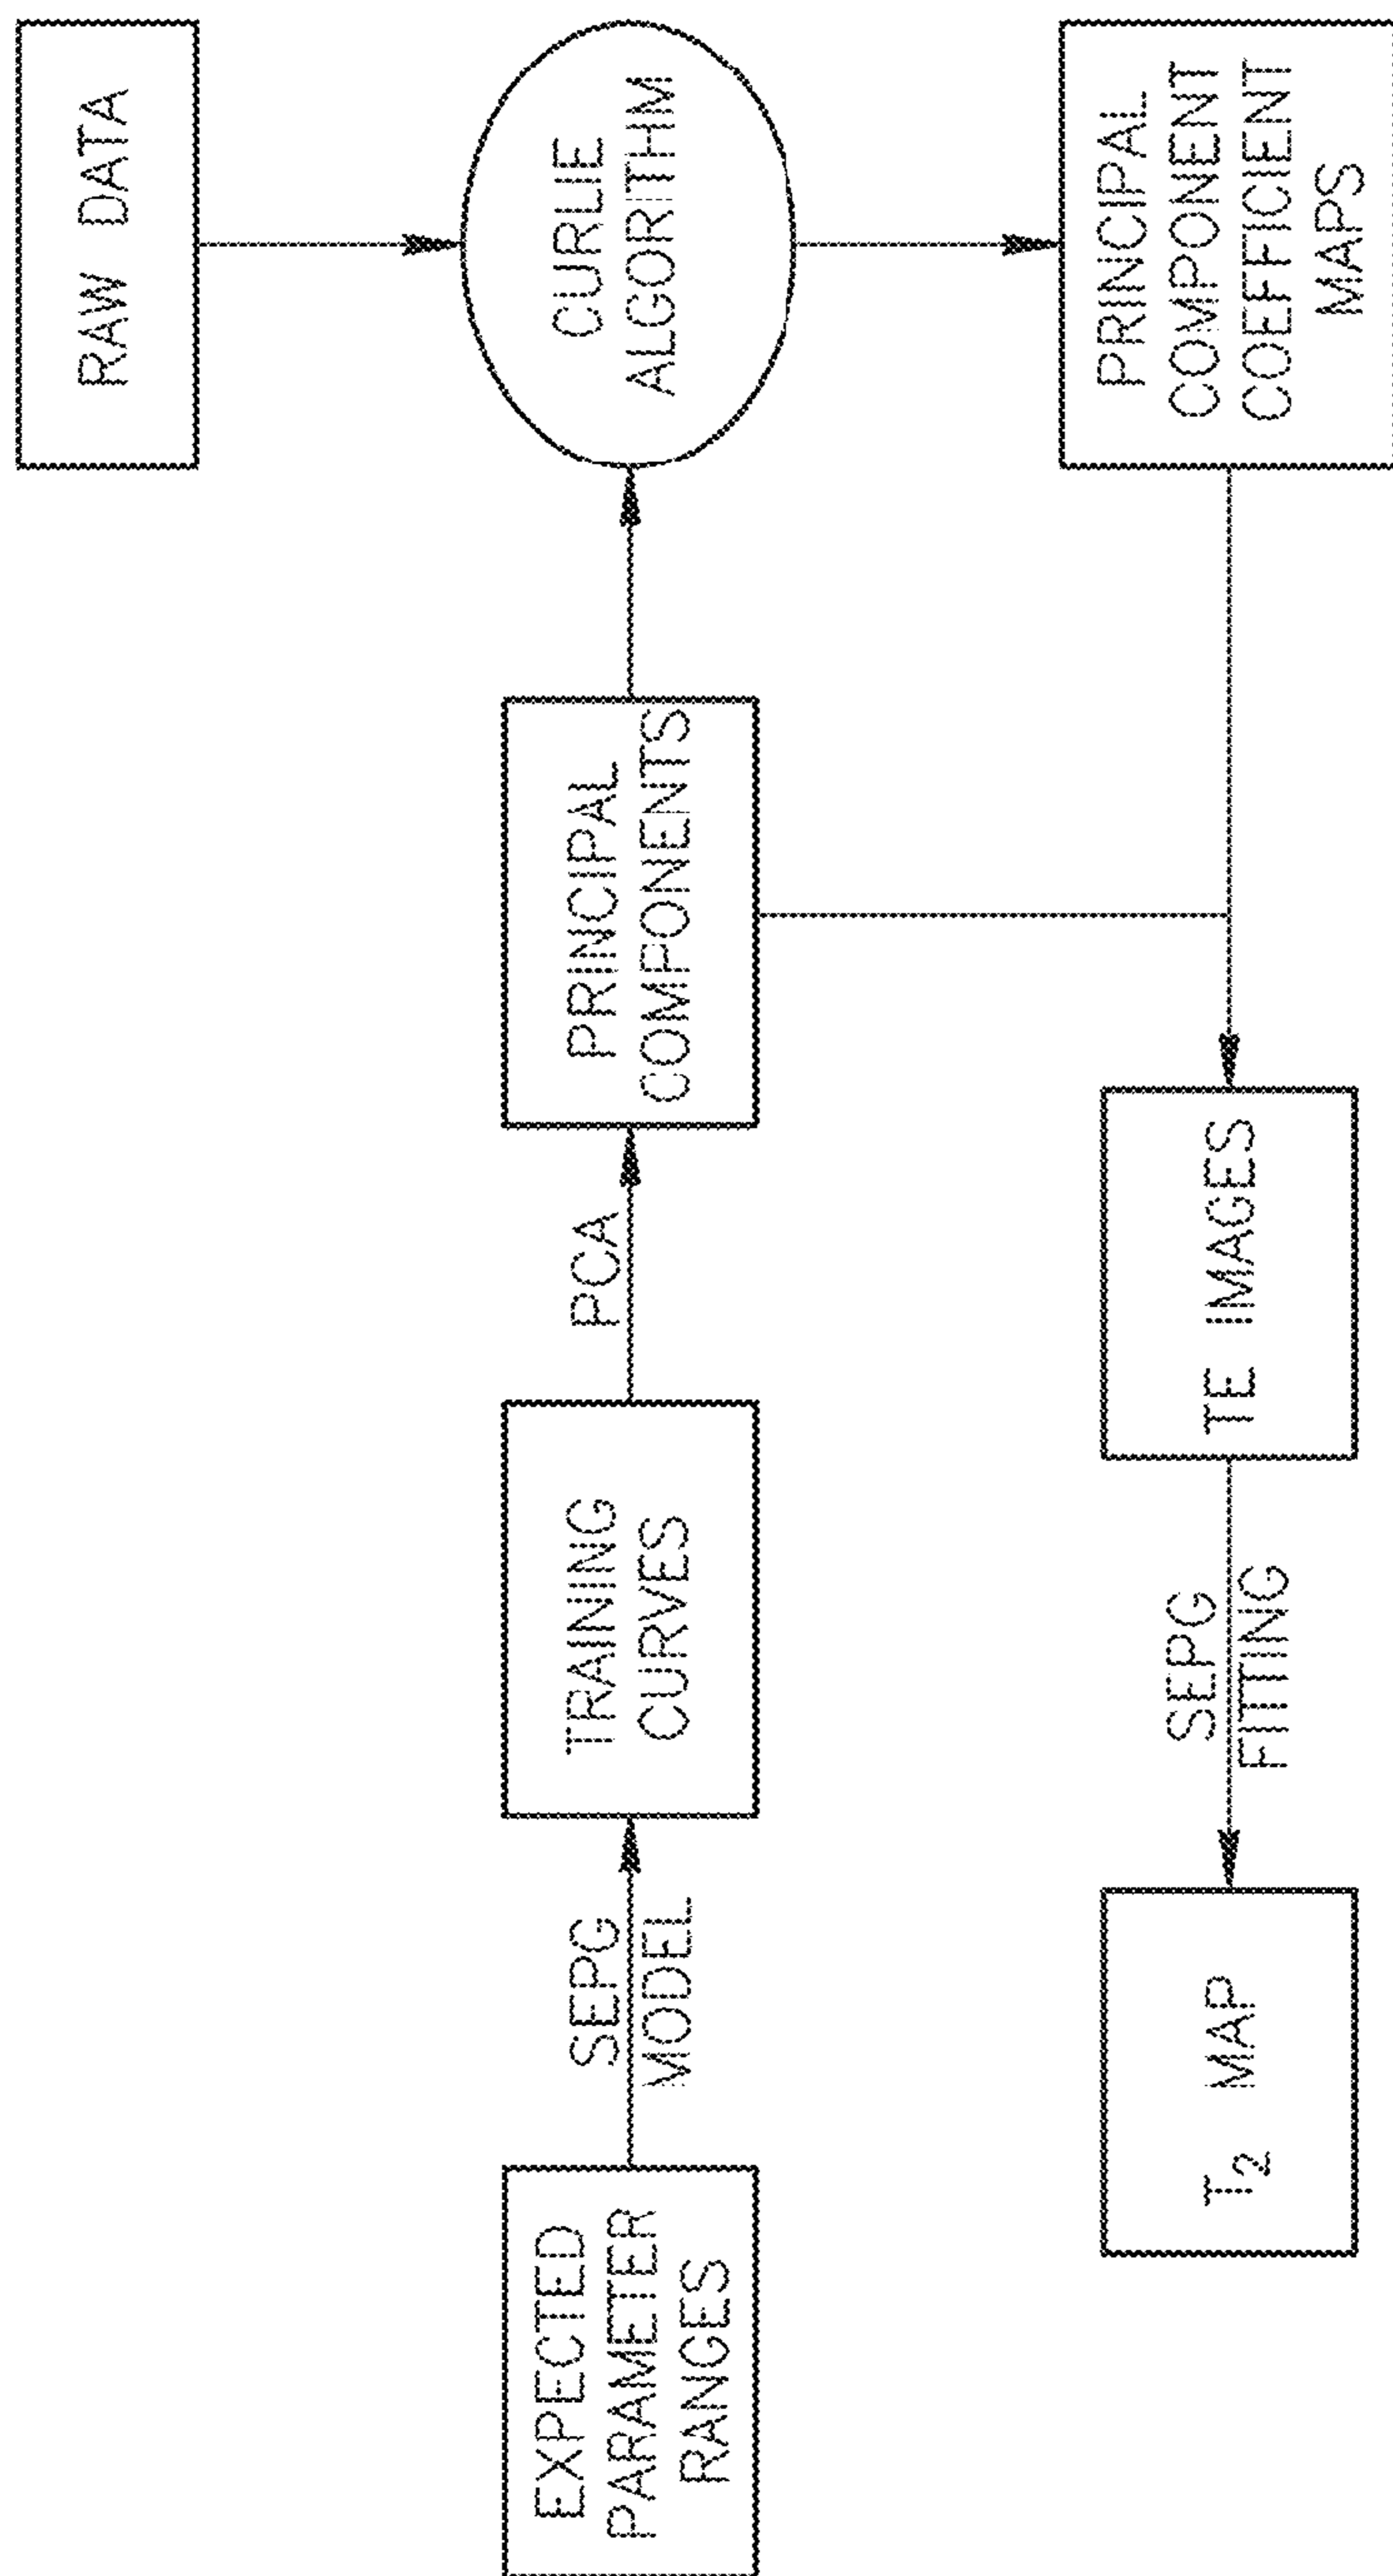 RAW DATA
EXPECTED
PARAMETER
RANGES
SEPG
MODEL
TRAINING
CURVES
PCA
PRINCIPAL
COMPONENTS
CURLIE
ALGORITHM
T2 MAP
SEPG
FITTING
TE IMAGES
PRINCIPAL
COMPONENT
COEFFICIENT
MAPS